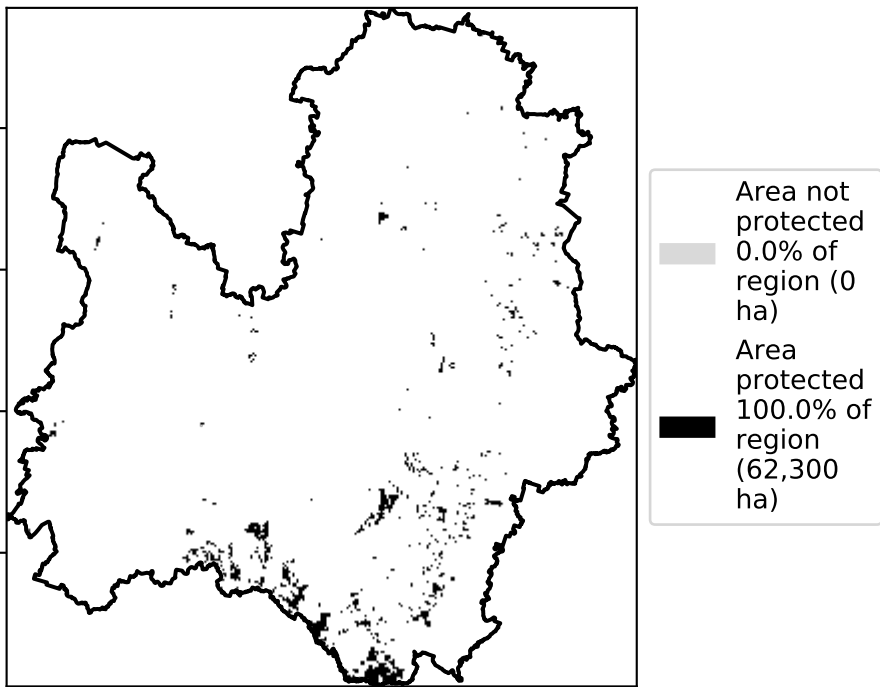 Area not
protected
0.0% of
region (0
ha)
Area
protected
100.0% of
region
(62,300
ha)